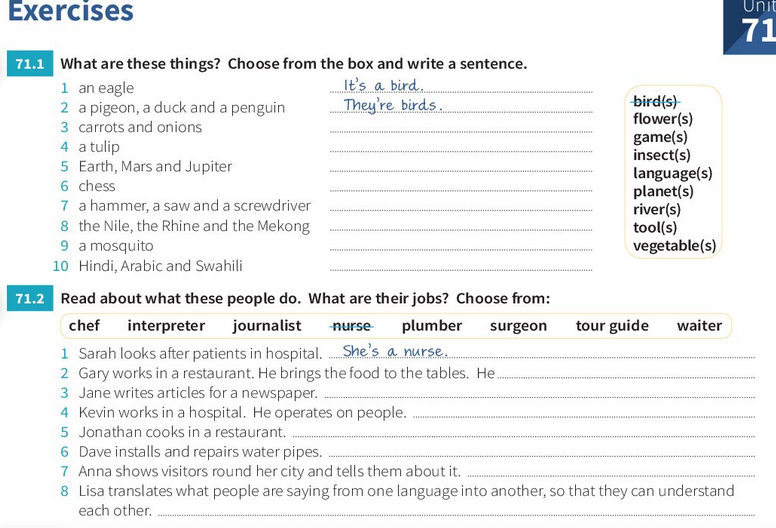 Exercises
Unit
71
71.1 What are these things? Choose from the box and write a sentence.
1 an eagle It's a bird.
2 a pigeon, a duck and a penguin They're birds.
3 carrots and onions
4 a tulip
5 Earth, Mars and Jupiter
6 chess
7 a hammer, a saw and a screwdriver
8 the Nile, the Rhine and the Mekong
9 a mosquito
10 Hindi, Arabic and Swahili
bird(s)
flower(s)
game(s)
insect(s)
language(s)
planet(s)
river(s)
tool(s)
vegetable(s)
71.2 Read about what these people do. What are their jobs? Choose from:
chef interpreter journalist nurse plumber surgeon tour guide waiter
1 Sarah looks after patients in hospital. She's a nurse.
2 Gary works in a restaurant. He brings the food to the tables. He
3 Jane writes articles for a newspaper.
4 Kevin works in a hospital. He operates on people.
5 Jonathan cooks in a restaurant.
6 Dave installs and repairs water pipes.
7 Anna shows visitors round her city and tells them about it.
8 Lisa translates what people are saying from one language into another, so that they can understand
each other.